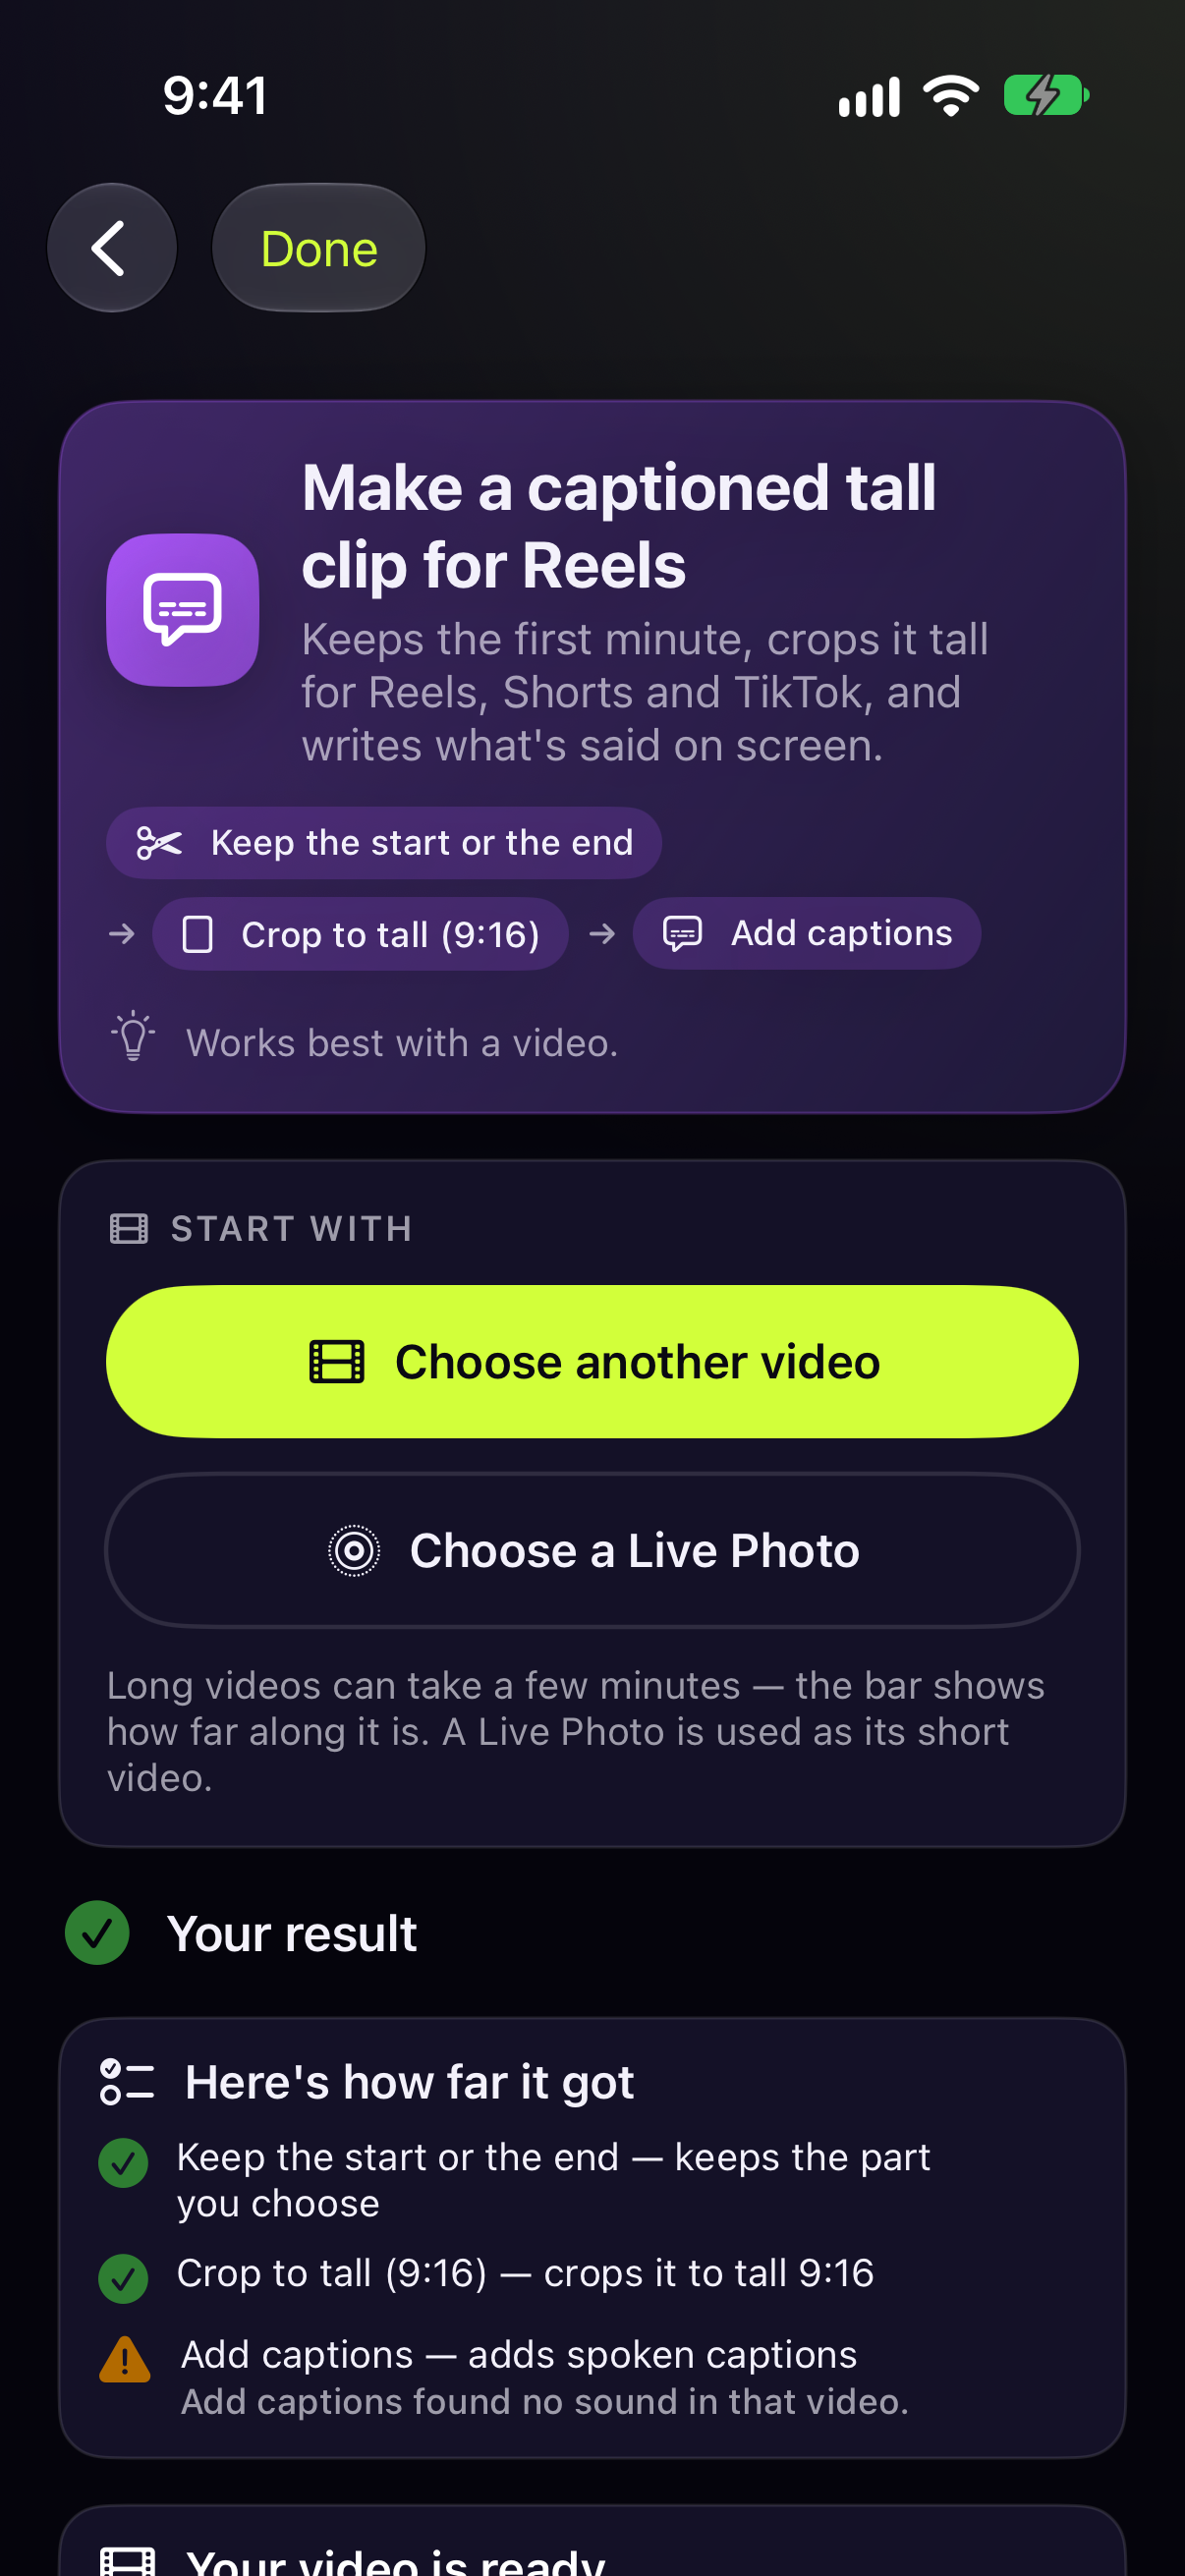 9:41
Done
Make a captioned tall
clip for Reels
Keeps the first minute, crops it tall
for Reels, Shorts and TikTok, and
writes what's said on screen.
Keep the start or the end
→ Crop to tall (9:16) → Add captions
Works best with a video.
START WITH
Choose another video
Choose a Live Photo
Long videos can take a few minutes — the bar shows
how far along it is. A Live Photo is used as its short
video.
Your result
Here's how far it got
Keep the start or the end — keeps the part
you choose
Crop to tall (9:16) — crops it to tall 9:16
Add captions — adds spoken captions
Add captions found no sound in that video.
Your video is ready